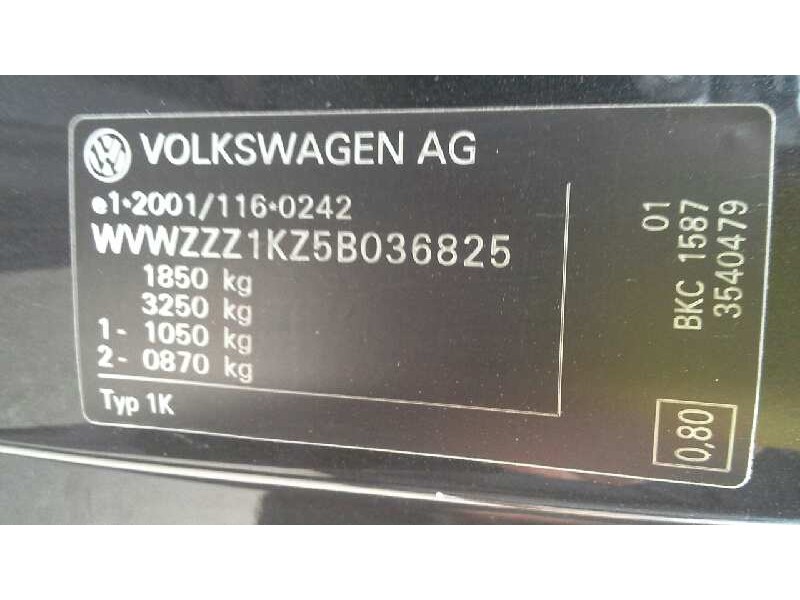 VOLKSWAGEN AG
e1*2001/116*0242
WVWZZZ1KZ5B036825
1850 kg
3250 kg
1- 1050 kg
2- 0870 kg
Typ 1K
01
BKC 1587
3540479
0,80